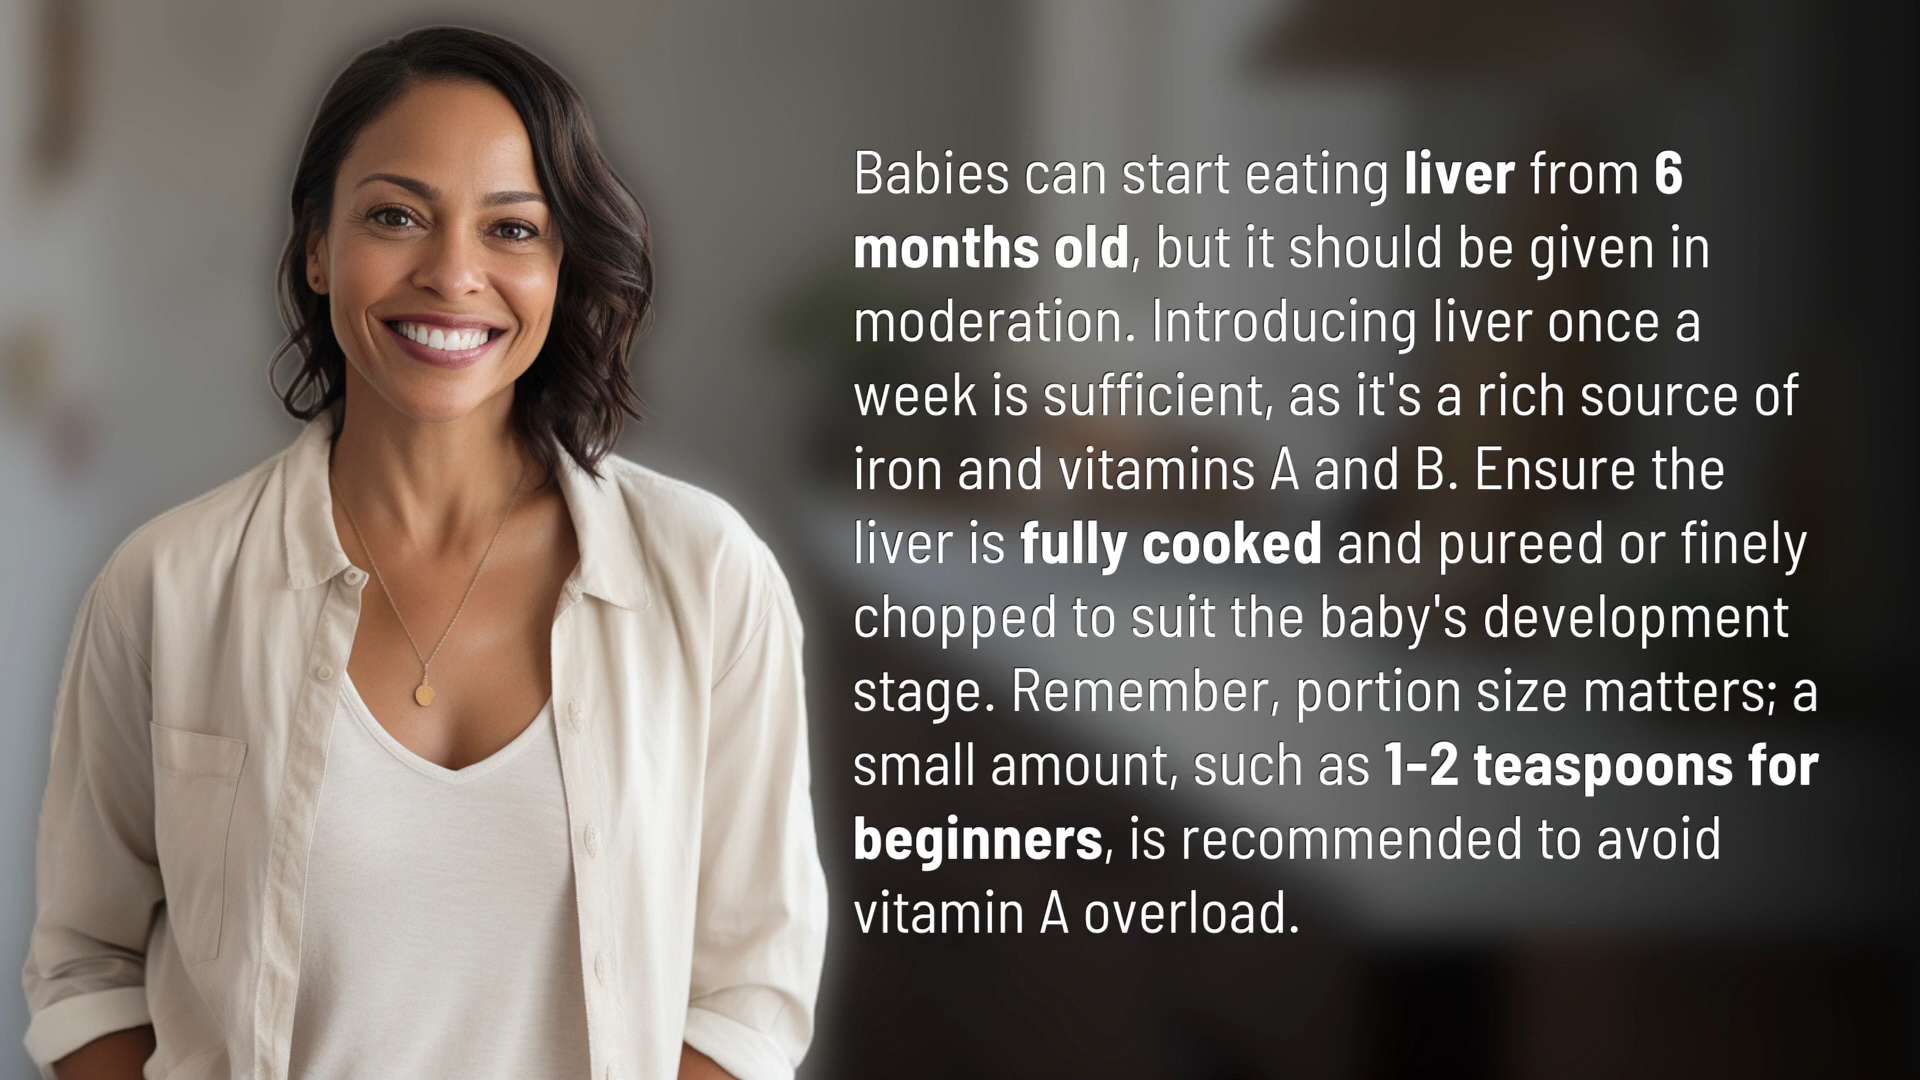 Babies can start eating liver from 6
months old, but it should be given in
moderation. Introducing liver once a
week is sufficient, as it's a rich source of
iron and vitamins A and B. Ensure the
liver is fully cooked and pureed or finely
chopped to suit the baby's development
stage. Remember, portion size matters; a
small amount, such as 1-2 teaspoons for
beginners, is recommended to avoid
vitamin A overload.